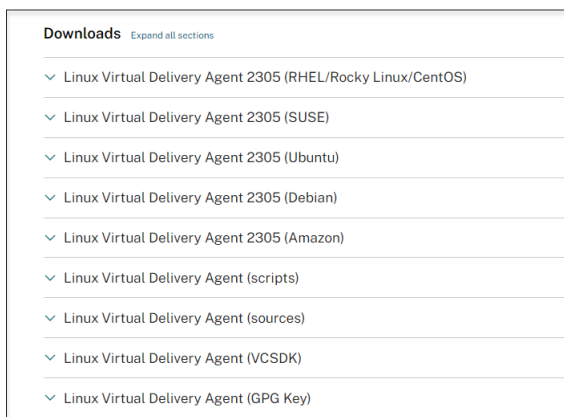 Downloads Expand all sections
Linux Virtual Delivery Agent 2305 (RHEL/Rocky Linux/CentOS)
Linux Virtual Delivery Agent 2305 (SUSE)
Linux Virtual Delivery Agent 2305 (Ubuntu)
Linux Virtual Delivery Agent 2305 (Debian)
Linux Virtual Delivery Agent 2305 (Amazon)
Linux Virtual Delivery Agent (scripts)
Linux Virtual Delivery Agent (sources)
Linux Virtual Delivery Agent (VCSDK)
Linux Virtual Delivery Agent (GPG Key)